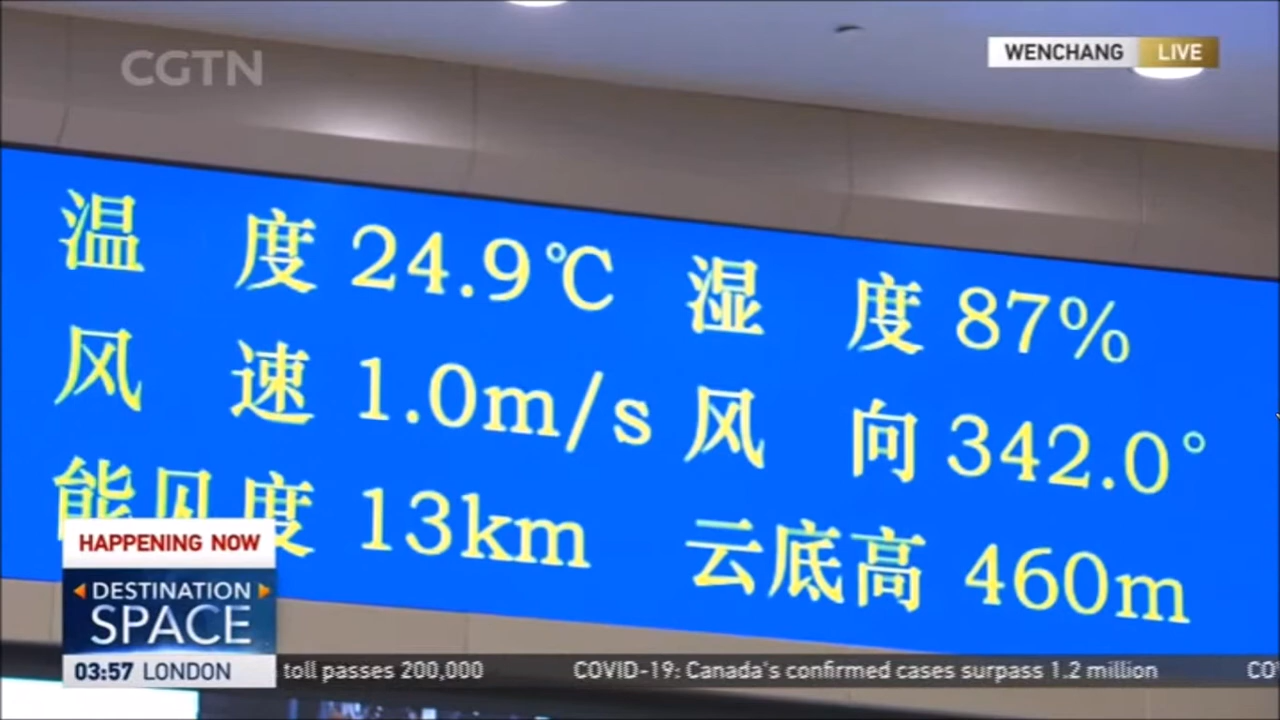 CGTN
WENCHANG LIVE
温 度 24.9℃ 湿 度 87%
风 速 1.0m/s 风 向 342.0°
能见度 13km 云底高 460m
HAPPENING NOW
DESTINATION
SPACE
03:57 LONDON
toll passes 200,000 COVID-19: Canada's confirmed cases surpass 1.2 million CO